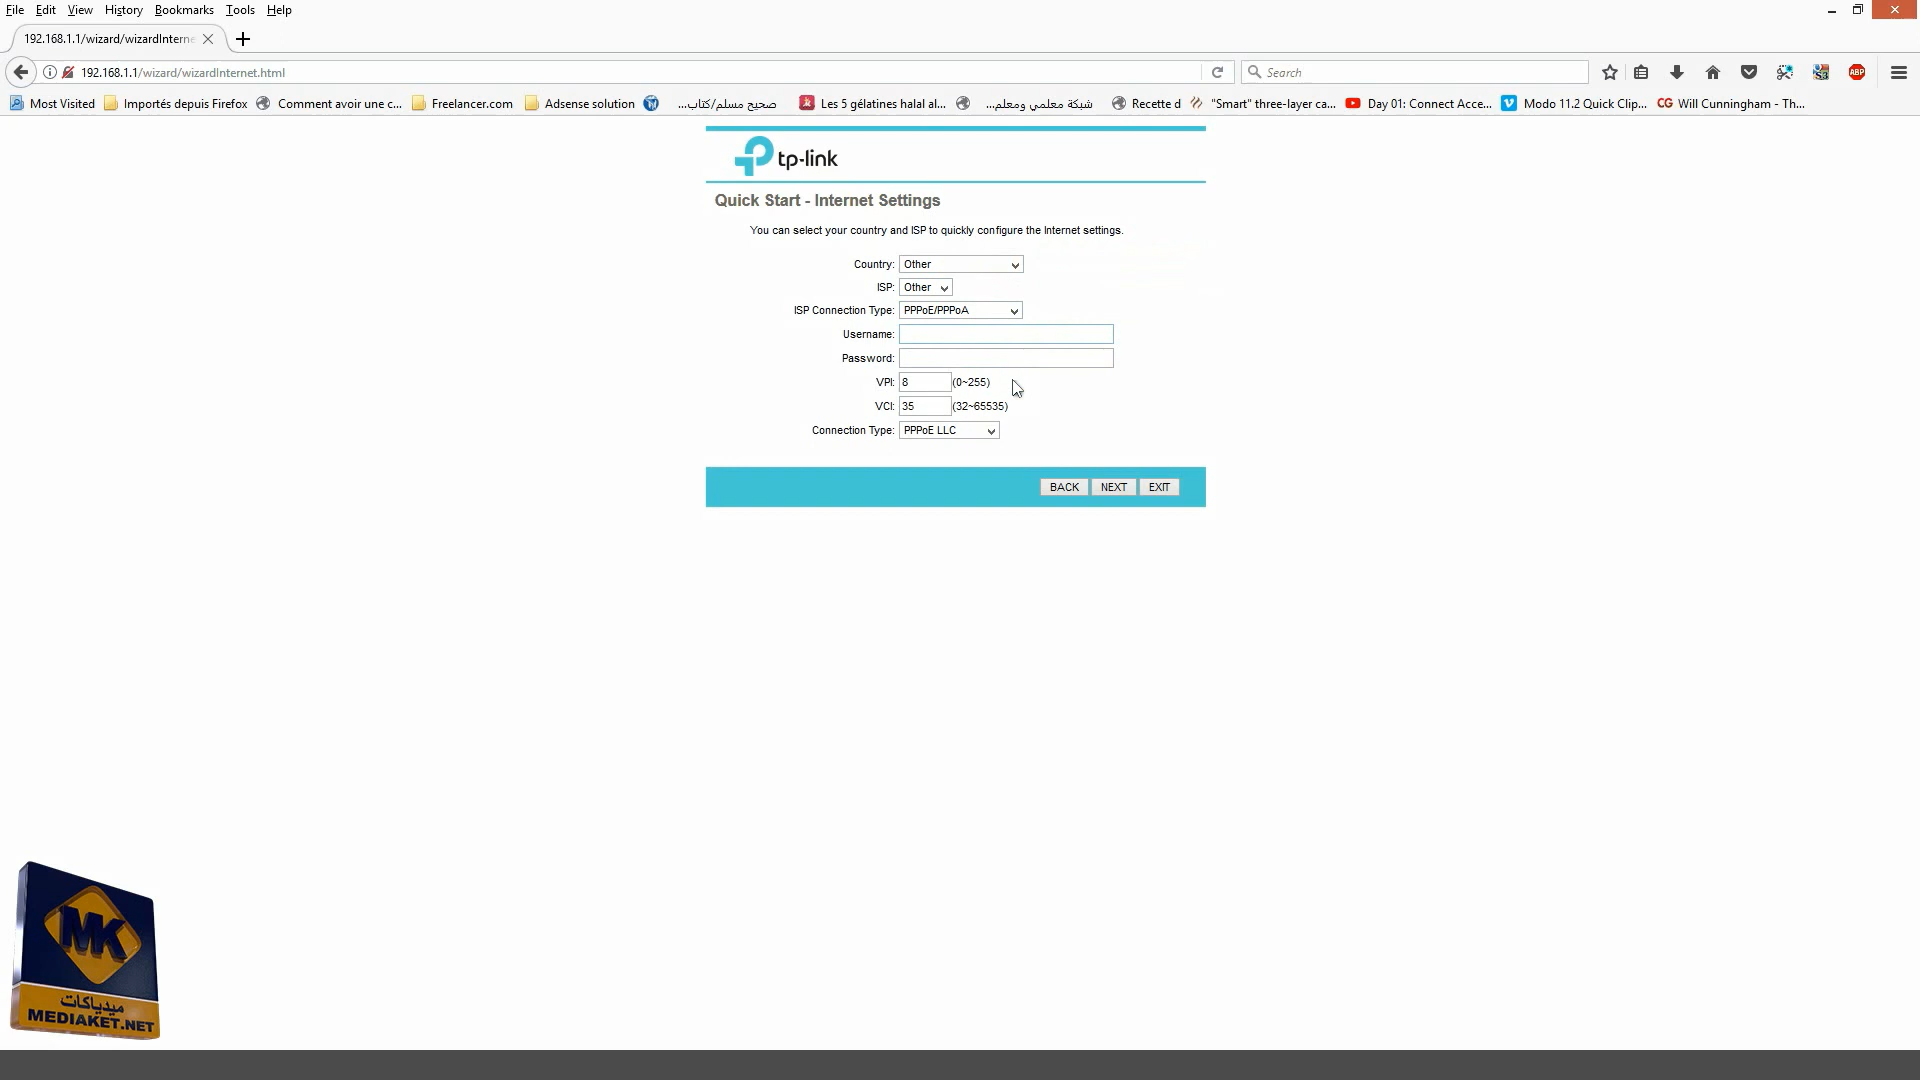 File Edit View History Bookmarks Tools Help
192.168.1.1/wizard/wizardInterne
192.168.1.1/wizard/wizardInternet.html
Search
ABP
Most Visited Importés depuis Firefox Comment avoir une c... Freelancer.com Adsense solution صحيح مسلم/كتاب... Les 5 gélatines halal al... شبكة معلمي ومعلم... Recette d "Smart" three-layer ca... Day 01: Connect Acce... Modo 11.2 Quick Clip... CG Will Cunningham - Th...
tp-link
Quick Start - Internet Settings
You can select your country and ISP to quickly configure the Internet settings.
Country: Other
ISP: Other
ISP Connection Type: PPPoE/PPPoA
Username:
Password:
VPI: 8 (0~255)
VCI: 35 (32~65535)
Connection Type: PPPoE LLC
BACK NEXT EXIT
MK
ميدياكات
MEDIAKET.NET